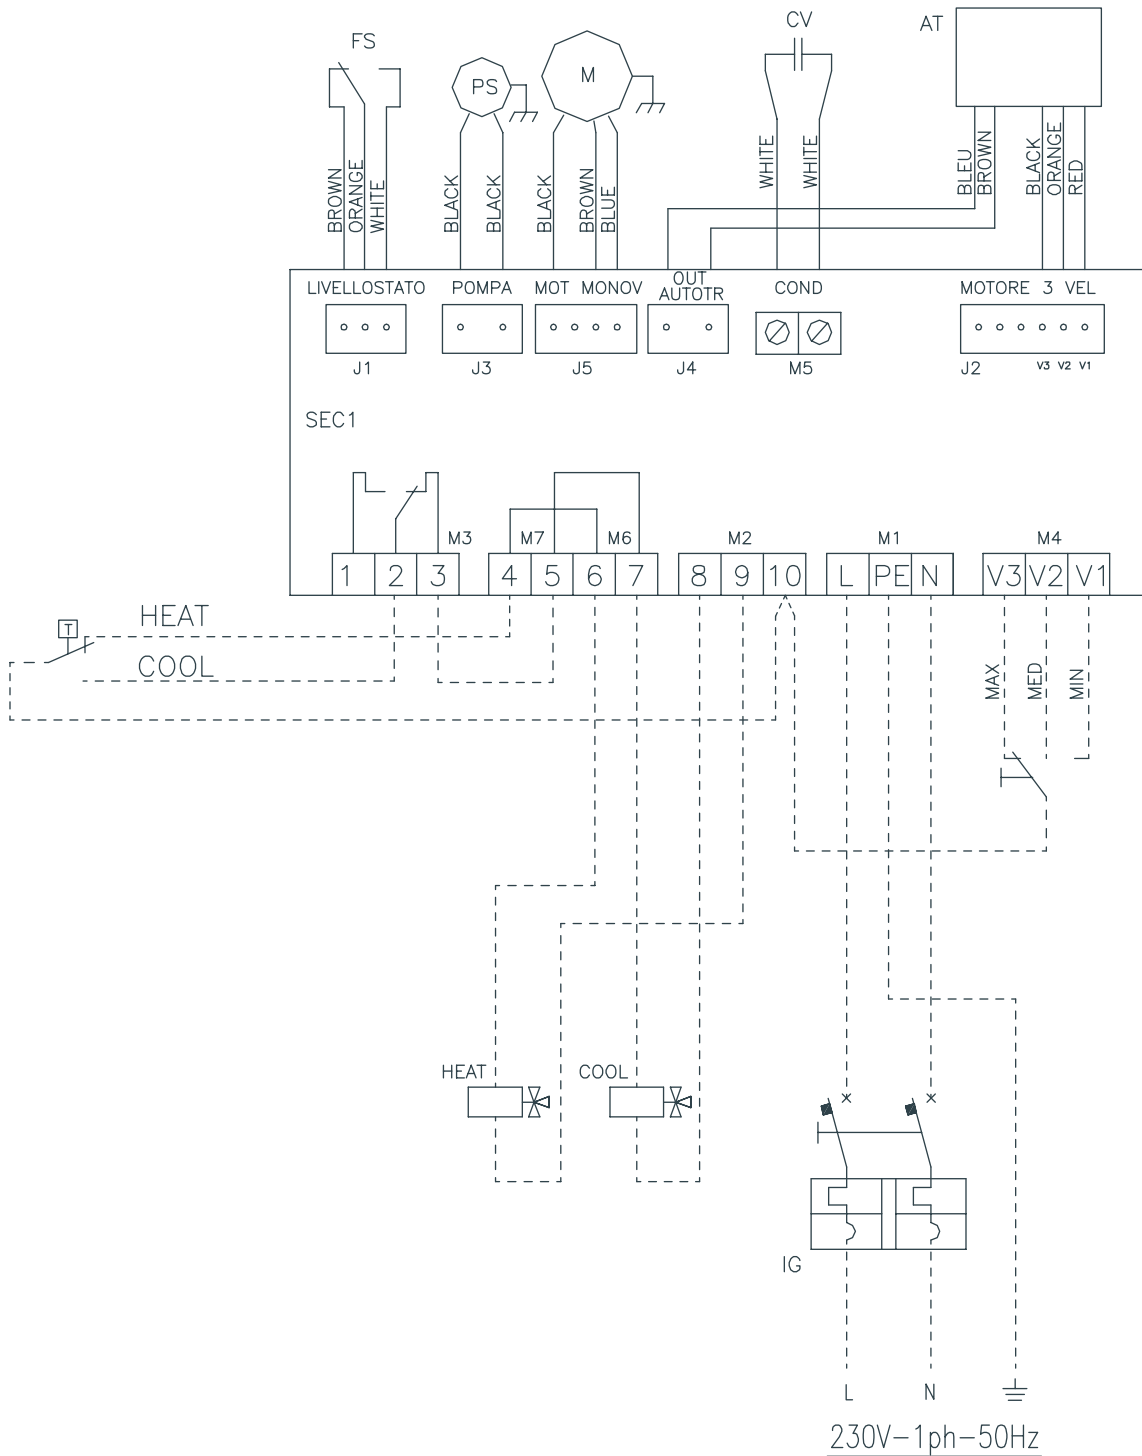 FS
PS
M
CV
AT
BROWN
ORANGE
WHITE
BLACK
BLACK
BLACK
BROWN
BLUE
WHITE
WHITE
BLEU
BROWN
BLACK
ORANGE
RED
LIVELLOSTATO
POMPA
MOT MONOV
OUT
AUTOTR
COND
MOTORE 3 VEL
J1
J3
J5
J4
M5
J2
V3 V2 V1
SEC1
M3
M7
M6
M2
M1
M4
1 2 3
4 5 6 7
8 9 10
L PE N
V3 V2 V1
T
HEAT
COOL
MAX
MED
MIN
HEAT
COOL
IG
L
N
230V-1ph-50Hz